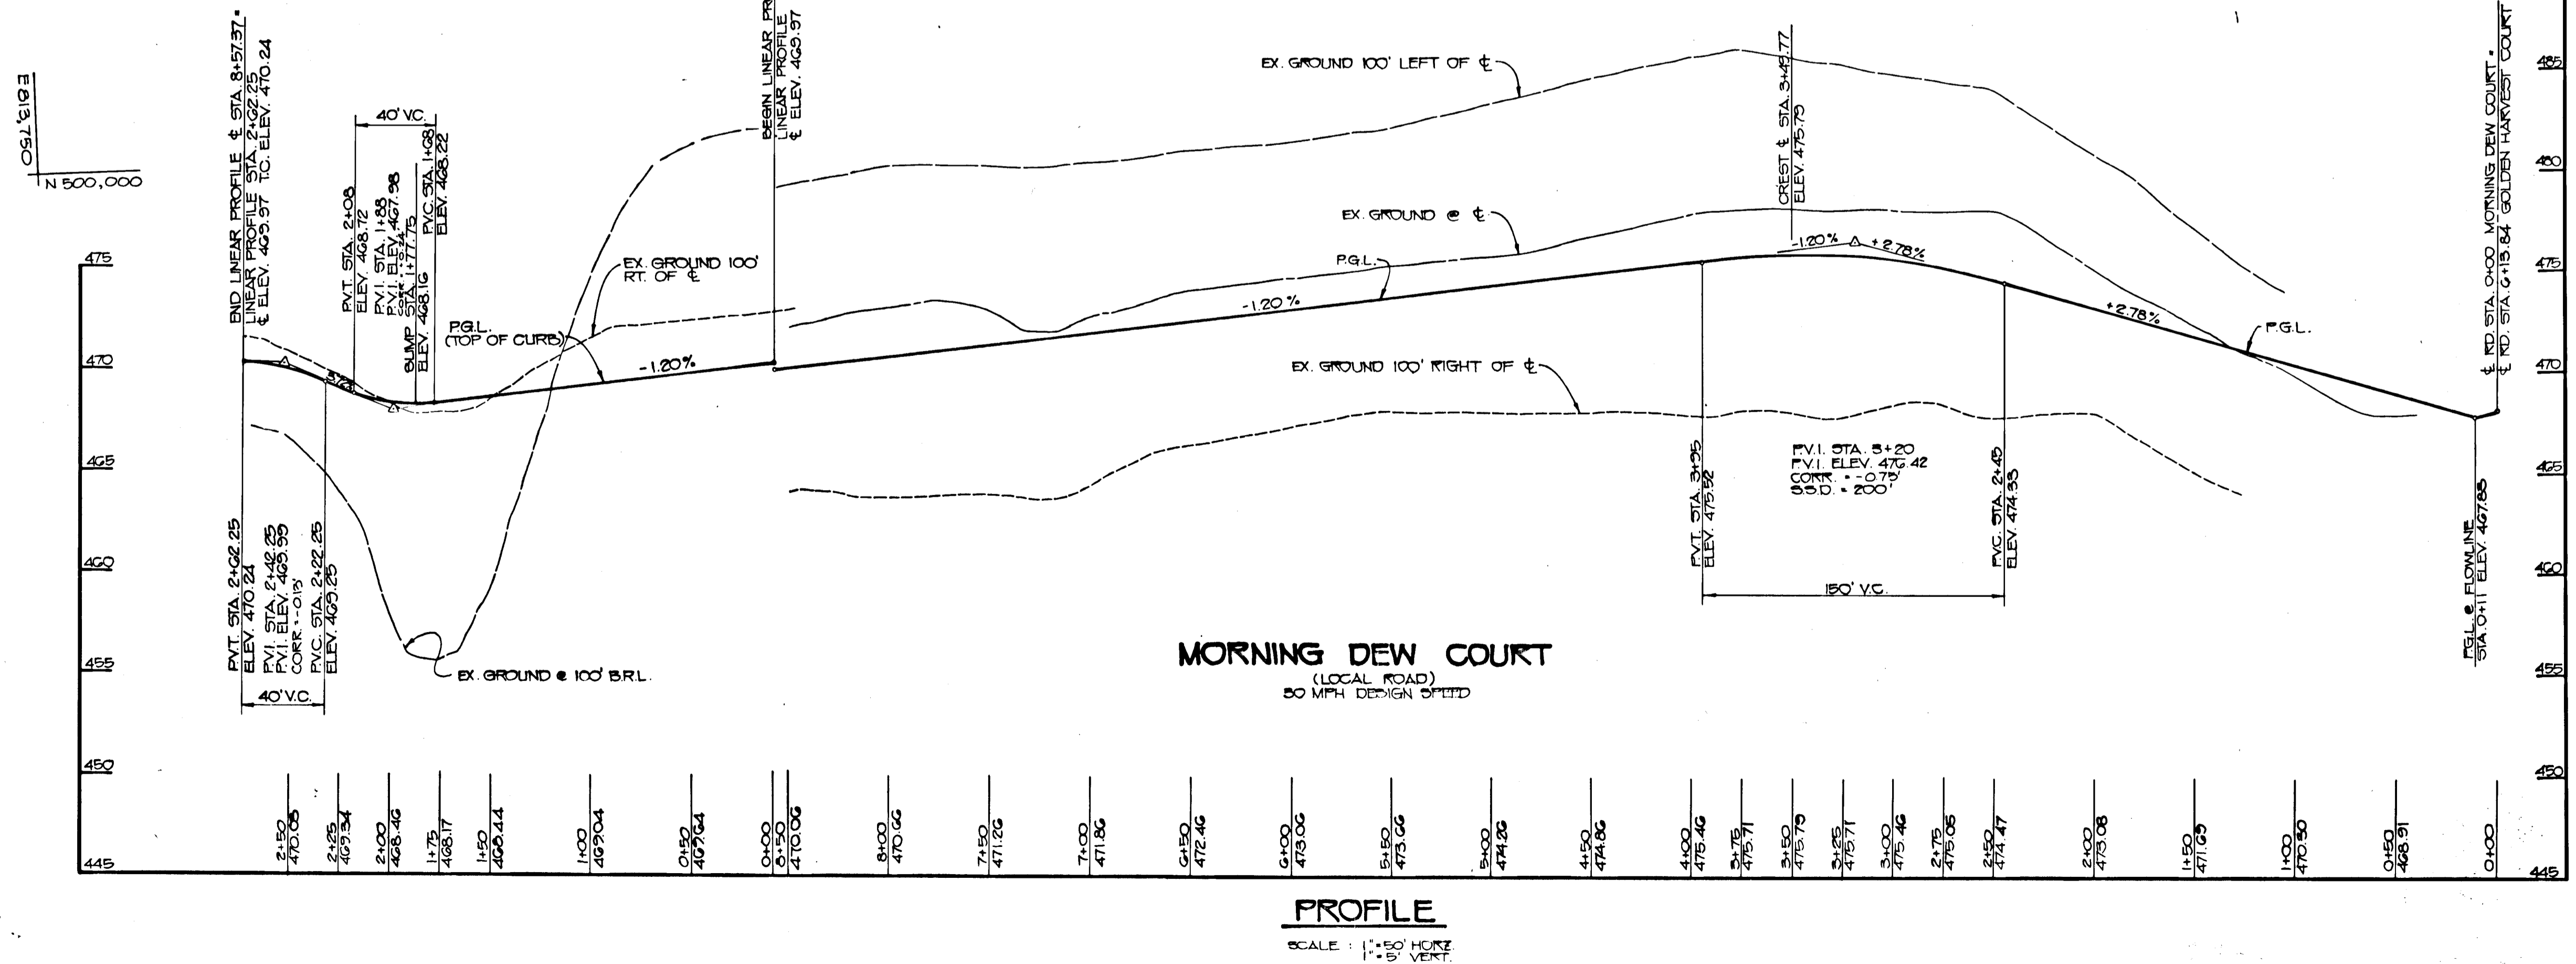 E 813,750
N 500,000
END LINEAR PROFILE ℄ STA. 8+57.37 =
LINEAR PROFILE STA. 2+62.25
℄ ELEV. 469.97 T.C. ELEV. 470.24
40' V.C.
P.V.T. STA. 2+08
ELEV. 468.72
P.V.I. STA. 1+88
P.V.I. ELEV. 467.98
CORR. = 0.24'
SUMP STA. 1+77.75
ELEV. 468.16
P.V.C. STA. 1+68
ELEV. 468.22
BEGIN LINEAR PR
LINEAR PROFILE
℄ ELEV. 469.97
EX. GROUND 100'
RT. OF ℄
P.G.L.
(TOP OF CURB)
-1.20%
EX. GROUND 100' LEFT OF ℄
EX. GROUND @ ℄
P.G.L.
-1.20%
EX. GROUND 100' RIGHT OF ℄
CREST ℄ STA. 3+49.77
ELEV. 475.79
-1.20% +2.78%
+2.78%
P.G.L.
℄ RD. STA. 0+00 MORNING DEW COURT =
℄ RD. STA. 6+13.84 GOLDEN HARVEST COURT
485
480
475
470
465
460
455
450
445
475
470
465
460
455
450
445
P.V.T. STA. 2+62.25
ELEV. 470.24
P.V.I. STA. 2+42.25
P.V.I. ELEV. 469.99
CORR. = -0.13'
P.V.C. STA. 2+22.25
ELEV. 469.25
40' V.C.
EX. GROUND @ 100' B.R.L.
P.V.T. STA. 3+95
ELEV. 475.52
P.V.I. STA. 3+20
P.V.I. ELEV. 476.42
CORR. = -0.75'
S.S.D. = 200'
P.V.C. STA. 2+45
ELEV. 474.33
150' V.C.
P.G.L. @ FLOWLINE
STA. 0+11 ELEV. 467.88
MORNING DEW COURT
(LOCAL ROAD)
30 MPH DESIGN SPEED
2+50
470.08
2+25
469.34
2+00
468.46
1+75
468.17
1+50
468.44
1+00
469.04
0+50
469.64
0+00
8+50
470.06
8+00
470.66
7+50
471.26
7+00
471.86
6+50
472.46
6+00
473.06
5+50
473.66
5+00
474.26
4+50
474.86
4+00
475.46
3+75
475.71
3+50
475.79
3+25
475.71
3+00
475.46
2+75
475.05
2+50
474.47
2+00
473.08
1+50
471.69
1+00
470.30
0+50
468.91
0+00
PROFILE
SCALE : 1"=50' HORZ.
1"=5' VERT.